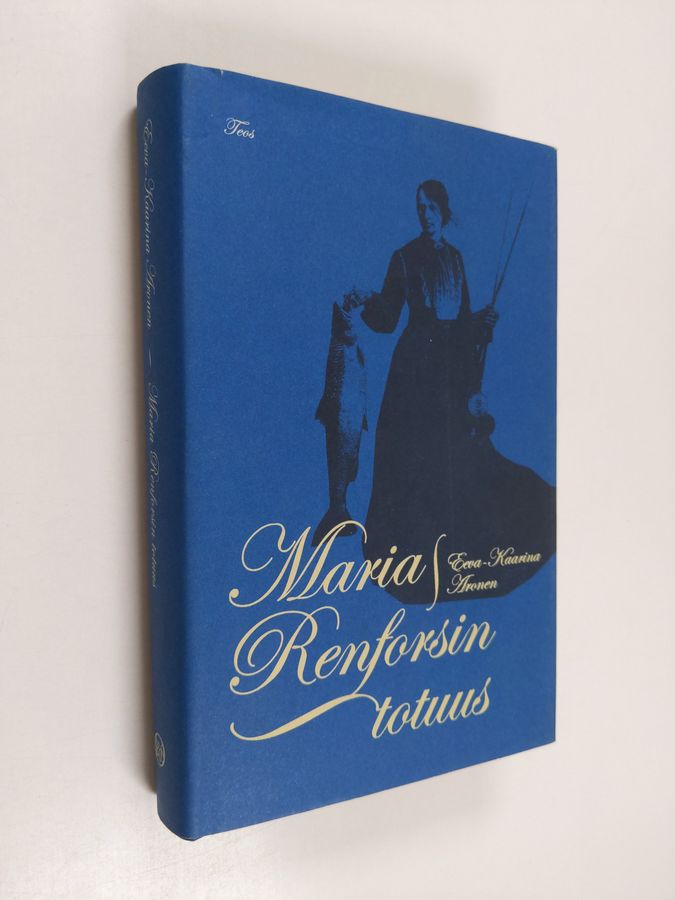 Teos
Maria
Renforsin
totuus
Eeva-Kaarina
Aronen
Eeva-Kaarina Aronen — Maria Renforsin totuus